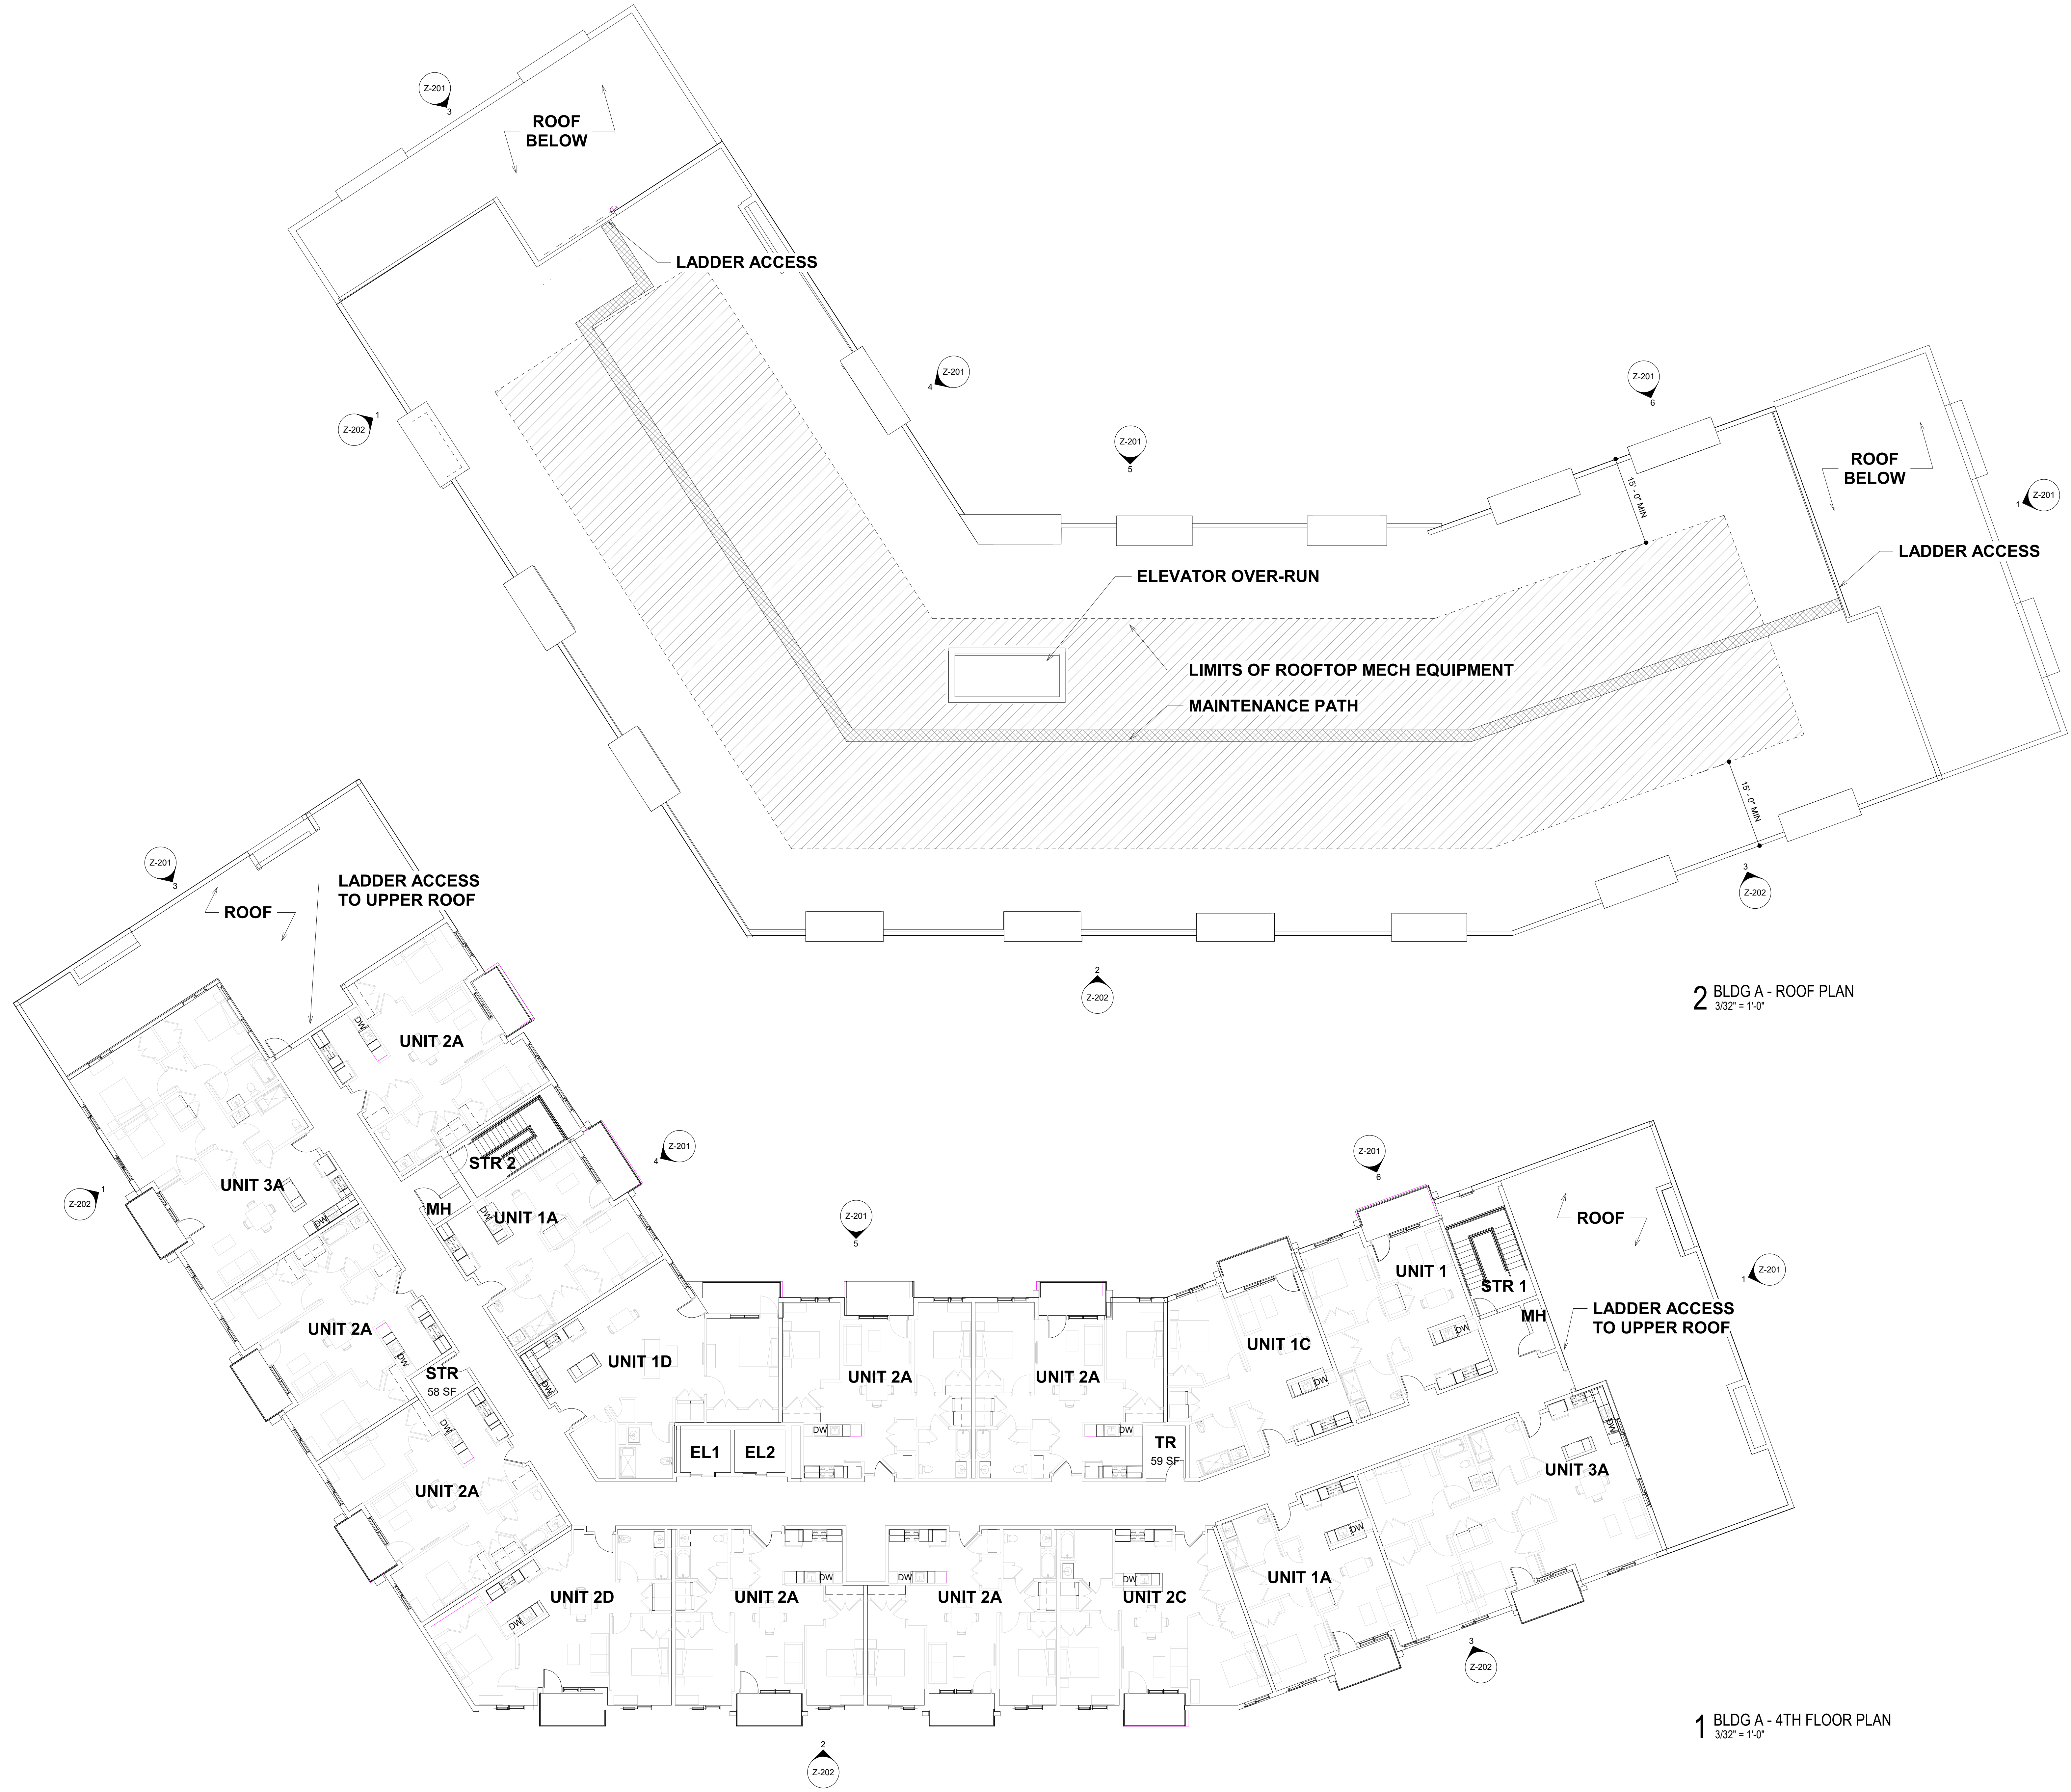 Z-201
3
ROOF
BELOW
LADDER ACCESS
Z-201
4
Z-202
1
Z-201
5
Z-201
6
15' - 0" MIN
ROOF
BELOW
Z-201
1
LADDER ACCESS
ELEVATOR OVER-RUN
LIMITS OF ROOFTOP MECH EQUIPMENT
MAINTENANCE PATH
15' - 0" MIN
3
Z-202
2
Z-202
2 BLDG A - ROOF PLAN
3/32" = 1'-0"
Z-201
3
LADDER ACCESS
TO UPPER ROOF
ROOF
DW
UNIT 2A
STR 2
Z-201
4
UNIT 3A
Z-202
1
DW
MH
DW
UNIT 1A
Z-201
5
Z-201
6
ROOF
UNIT 1
STR 1
Z-201
1
LADDER ACCESS
TO UPPER ROOF
MH
DW
UNIT 2A
DW
STR
58 SF
UNIT 1D
DW
UNIT 2A
UNIT 2A
UNIT 1C
DW
DW
UNIT 2A
EL1
EL2
DW
DW
TR
59 SF
DW
UNIT 3A
DW
UNIT 2D
DW
DW
UNIT 2A
DW
UNIT 2A
DW
UNIT 2C
UNIT 1A
3
Z-202
2
Z-202
1 BLDG A - 4TH FLOOR PLAN
3/32" = 1'-0"